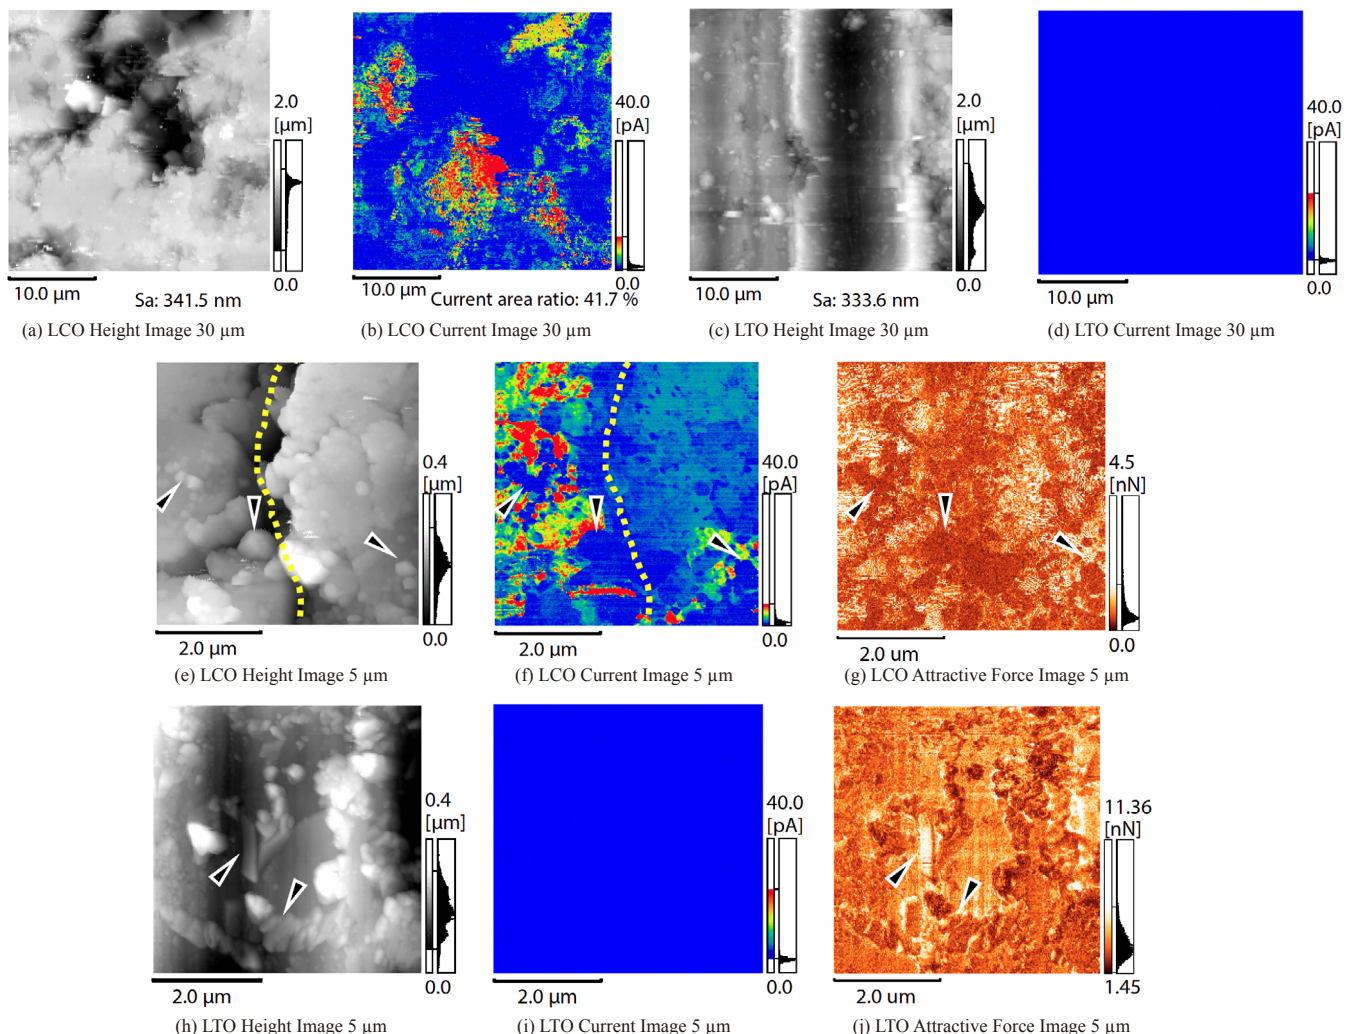 2.0
[µm]
0.0
10.0 µm
Sa: 341.5 nm
(a) LCO Height Image 30 µm
40.0
[pA]
0.0
10.0 µm
Current area ratio: 41.7 %
(b) LCO Current Image 30 µm
2.0
[µm]
0.0
10.0 µm
Sa: 333.6 nm
(c) LTO Height Image 30 µm
40.0
[pA]
0.0
10.0 µm
(d) LTO Current Image 30 µm
0.4
[µm]
0.0
2.0 µm
(e) LCO Height Image 5 µm
40.0
[pA]
0.0
2.0 µm
(f) LCO Current Image 5 µm
4.5
[nN]
0.0
2.0 um
(g) LCO Attractive Force Image 5 µm
0.4
[µm]
0.0
2.0 µm
(h) LTO Height Image 5 µm
40.0
[pA]
0.0
2.0 µm
(i) LTO Current Image 5 µm
11.36
[nN]
1.45
2.0 um
(j) LTO Attractive Force Image 5 µm